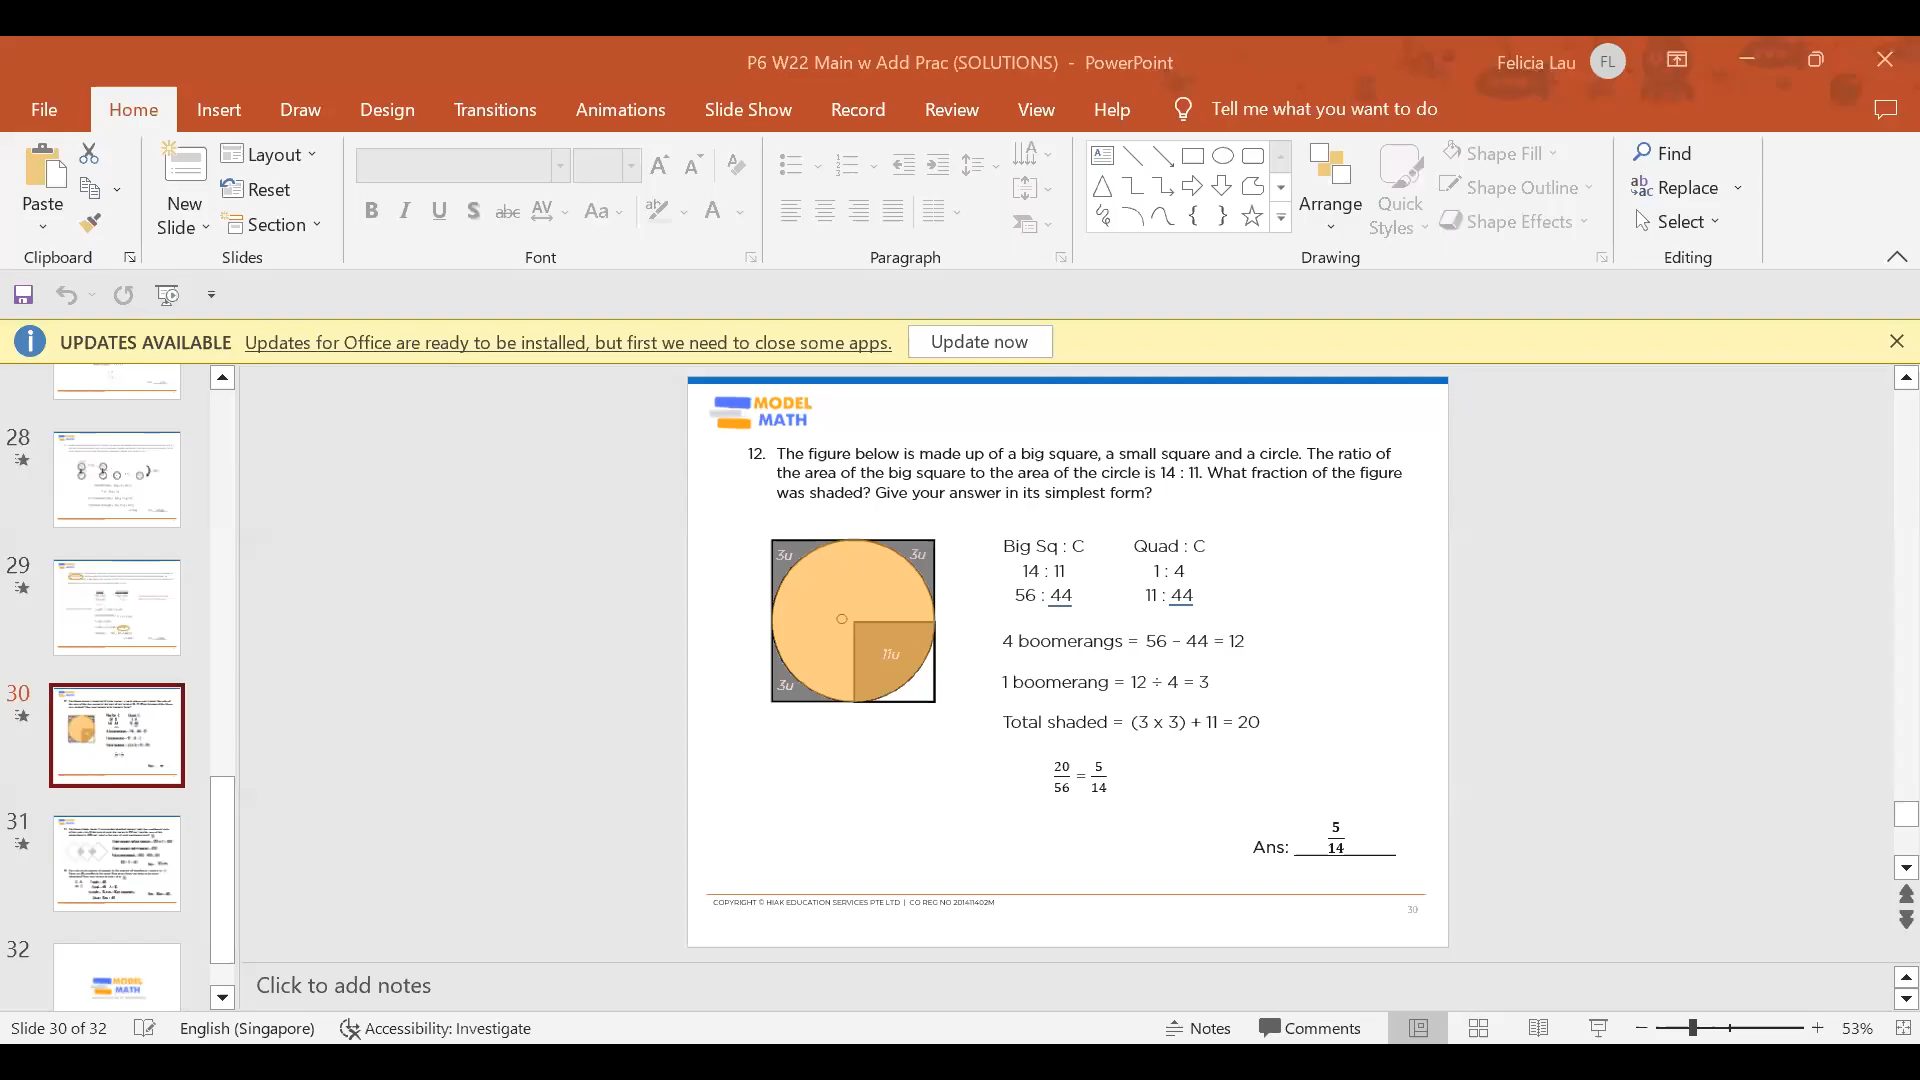 P6 W22 Main w Add Prac (SOLUTIONS) - PowerPoint
Felicia Lau FL
File Home Insert Draw Design Transitions Animations Slide Show Record Review View Help Tell me what you want to do
Paste
Clipboard
New Slide
Layout
Reset
Section
Slides
B I U S abc AV Aa A
Font
Paragraph
Arrange
Quick Styles
Shape Fill
Shape Outline
Shape Effects
Drawing
Find
Replace
Select
Editing
UPDATES AVAILABLE Updates for Office are ready to be installed, but first we need to close some apps. Update now
28
29
30
31
32
MODEL
MATH
MODEL
MATH
12. The figure below is made up of a big square, a small square and a circle. The ratio of
the area of the big square to the area of the circle is 14 : 11. What fraction of the figure
was shaded? Give your answer in its simplest form?
3u 3u
11u
3u
Big Sq : C Quad : C
14 : 11 1 : 4
56 : 44 11 : 44
4 boomerangs = 56 – 44 = 12
1 boomerang = 12 ÷ 4 = 3
Total shaded = (3 x 3) + 11 = 20
20/56 = 5/14
Ans: 5/14
COPYRIGHT © HIAK EDUCATION SERVICES PTE LTD | CO REG NO 201411402M
30
Click to add notes
Slide 30 of 32 English (Singapore) Accessibility: Investigate Notes Comments 53%